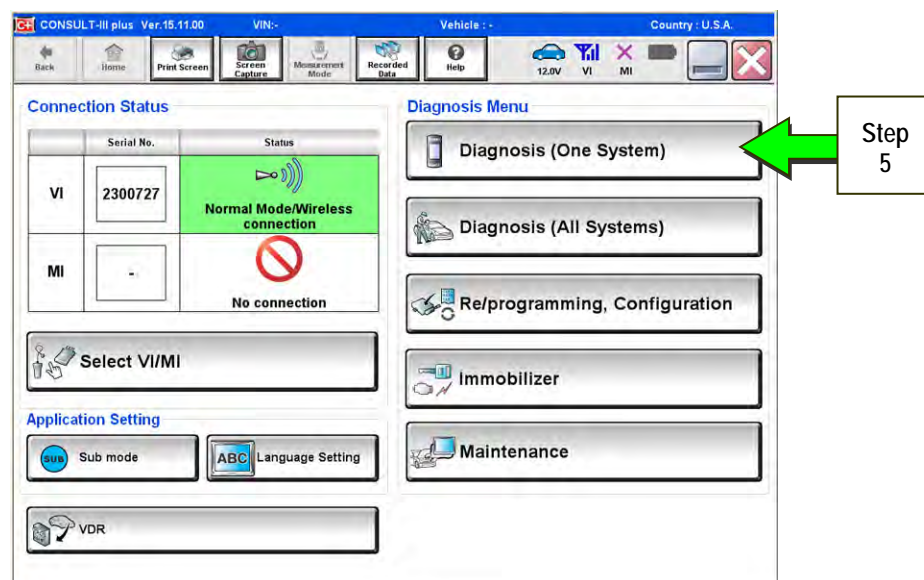 C+ CONSULT-III plus Ver.15.11.00 VIN:- Vehicle : - Country : U.S.A.
Back
Home
Print Screen
Screen
Capture
Measurement
Mode
Recorded
Data
Help
12.0V
VI
MI
Connection Status
Serial No. Status
VI
2300727
Normal Mode/Wireless
connection
MI
-
No connection
Select VI/MI
Application Setting
SUB Sub mode
ABC Language Setting
VDR
Diagnosis Menu
Diagnosis (One System)
Diagnosis (All Systems)
Re/programming, Configuration
Immobilizer
Maintenance
Step
5